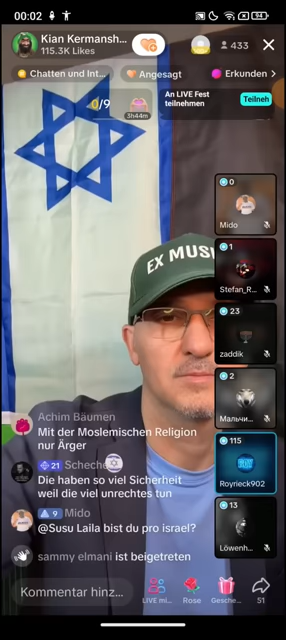 00:02
94
Kian Kermansh...
115.3K Likes
433
Chatten und Int...
Angesagt
Erkunden
0/9
3h44m
An LIVE Fest
teilnehmen
Teilneh
0
Mido
1
Stefan_R...
23
zaddik
2
Мальчи...
115
Royrieck902
13
Löwenh...
EX MUS
Achim Bäumen
Mit der Moslemischen Religion
nur Ärger
21 Scheche
Die haben so viel Sicherheit
weil die viel unrechtes tun
9 Mido
@Susu Laila bist du pro israel?
sammy elmani ist beigetreten
Kommentar hinz...
LIVE mi...
Rose
Gesche...
51